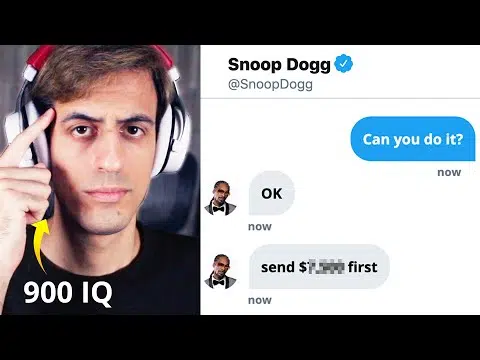 Snoop Dogg
@SnoopDogg
Can you do it?
now
OK
now
send $ first
now
900 IQ